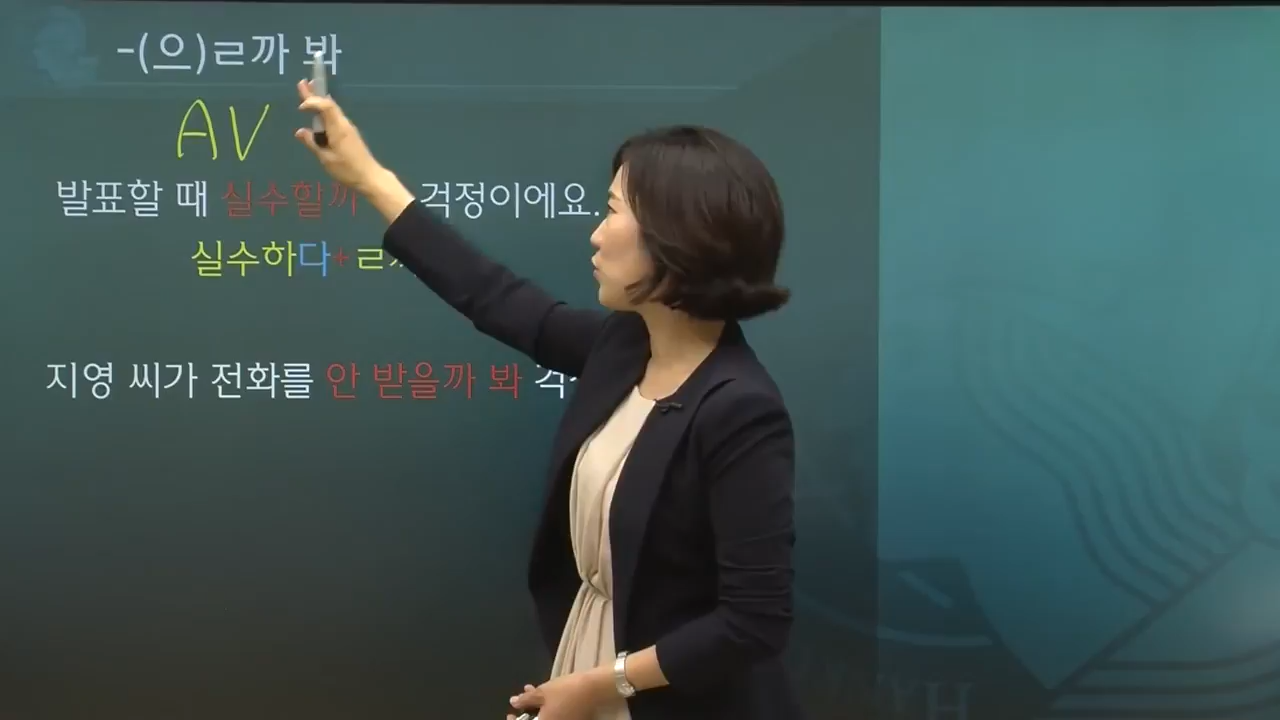 -(으)ㄹ까 봐
AV
발표할 때 실수할까 걱정이에요.
실수하다+ㄹ
지영 씨가 전화를 안 받을까 봐